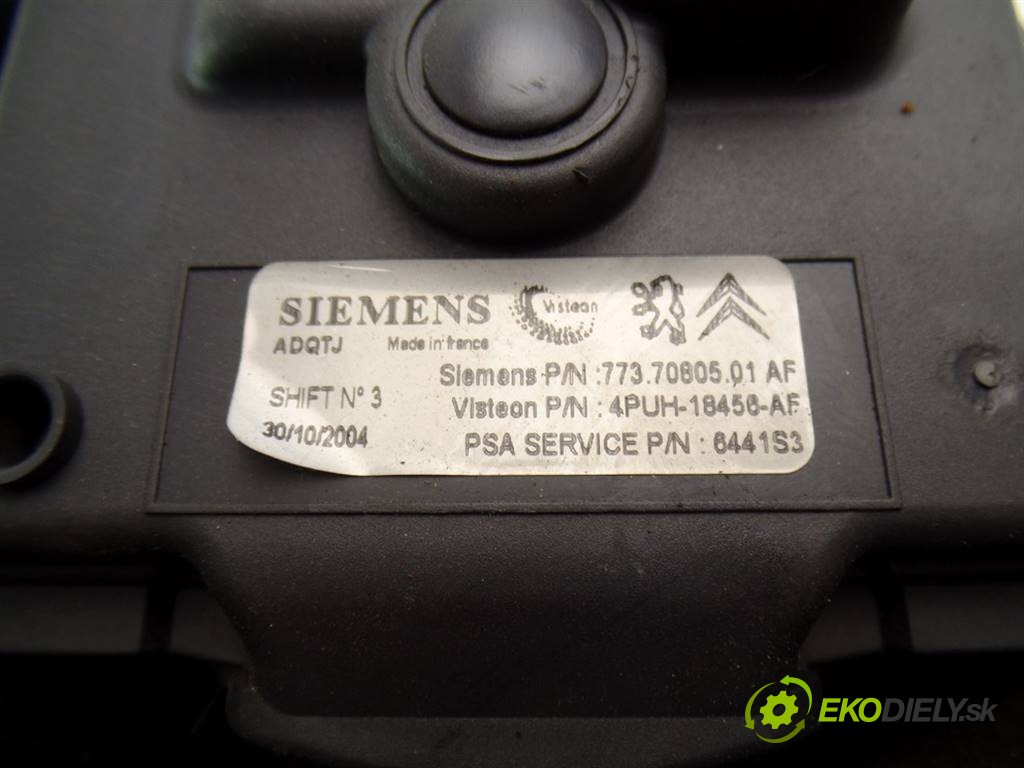 SIEMENS Visteon
ADQTJ Made in france
Siemens P/N :773.70805.01 AF
SHIFT N° 3
Visteon P/N : 4PUH-18456-AF
30/10/2004
PSA SERVICE P/N : 6441S3
EKODIELY.sk